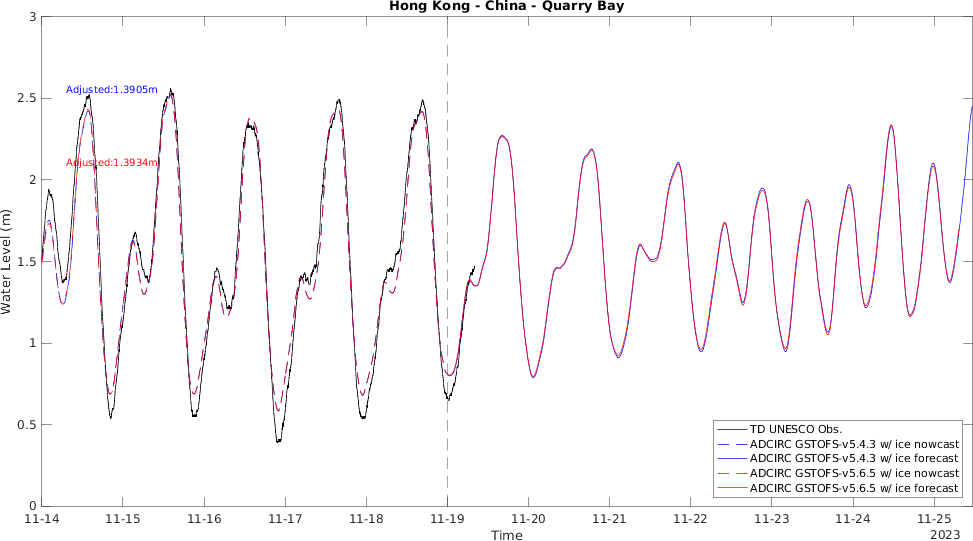 Hong Kong - China - Quarry Bay
3
2.5
2
1.5
1
0.5
0
Water Level (m)
Adjusted:1.3905m
Adjusted:1.3934m
TD UNESCO Obs.
ADCIRC GSTOFS-v5.4.3 w/ ice nowcast
ADCIRC GSTOFS-v5.4.3 w/ ice forecast
ADCIRC GSTOFS-v5.6.5 w/ ice nowcast
ADCIRC GSTOFS-v5.6.5 w/ ice forecast
11-14 11-15 11-16 11-17 11-18 11-19 11-20 11-21 11-22 11-23 11-24 11-25
Time
2023